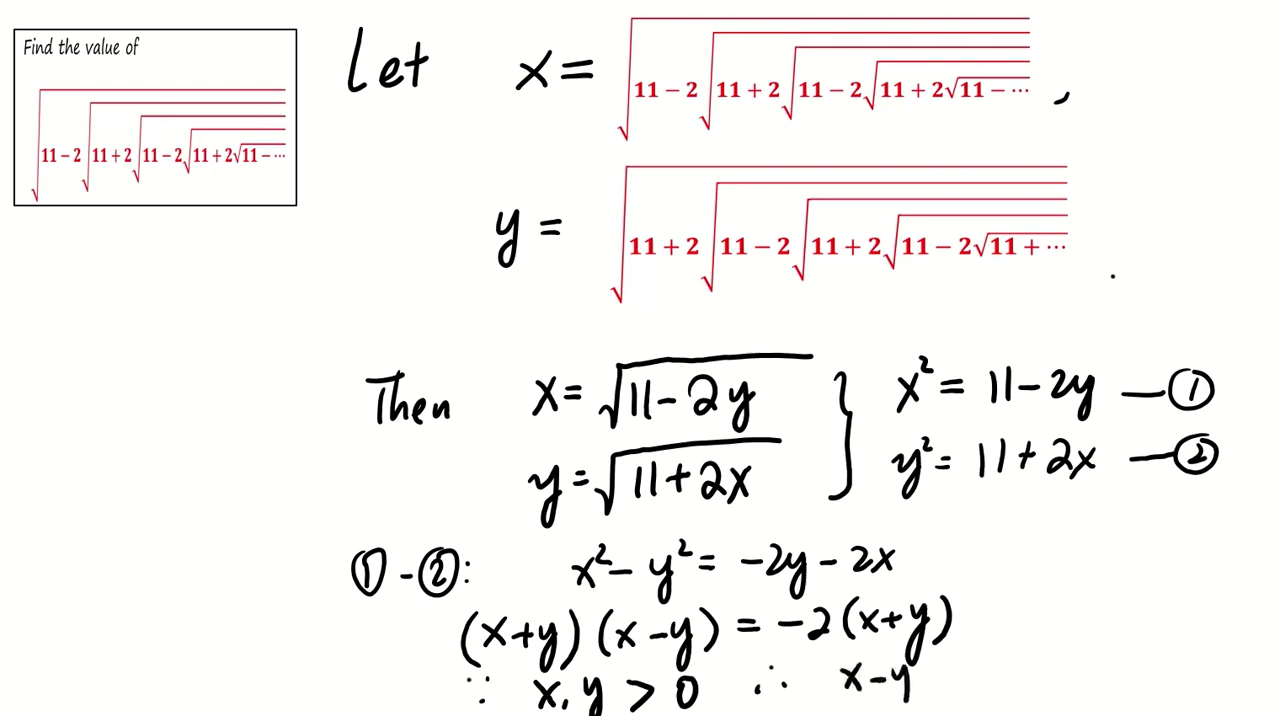 Find the value of
√(11 − 2√(11 + 2√(11 − 2√(11 + 2√(11 − ⋯
Let x = √(11 − 2√(11 + 2√(11 − 2√(11 + 2√(11 − ⋯ ,
y = √(11 + 2√(11 − 2√(11 + 2√(11 − 2√(11 + ⋯
Then x = √(11 − 2y) } x² = 11 − 2y — ①
y = √(11 + 2x) y² = 11 + 2x — ②
① - ②: x² − y² = −2y − 2x
(x+y)(x−y) = −2(x+y)
∵ x, y > 0 ∴ x − y